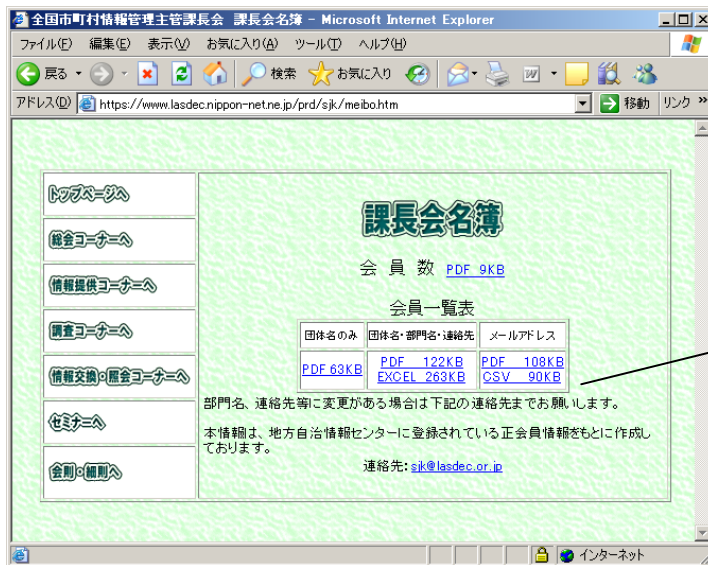 全国市町村情報管理主管課長会 課長会名簿 - Microsoft Internet Explorer
ファイル(F) 編集(E) 表示(V) お気に入り(A) ツール(T) ヘルプ(H)
戻る 検索 お気に入り
アドレス(D) https://www.lasdec.nippon-net.ne.jp/prd/sjk/meibo.htm 移動 リンク »
トップページへ
総会コーナーへ
情報提供コーナーへ
調査コーナーへ
情報交換・照会コーナーへ
セミナーへ
会則・細則へ
課長会名簿
会 員 数 PDF 9KB
会員一覧表
団体名のみ 団体名・部門名・連絡先 メールアドレス
PDF 63KB PDF 122KB PDF 108KB
EXCEL 263KB CSV 90KB
部門名、連絡先等に変更がある場合は下記の連絡先までお願いします。
本情報は、地方自治情報センターに登録されている正会員情報をもとに作成し
ております。
連絡先: sjk@lasdec.or.jp
インターネット